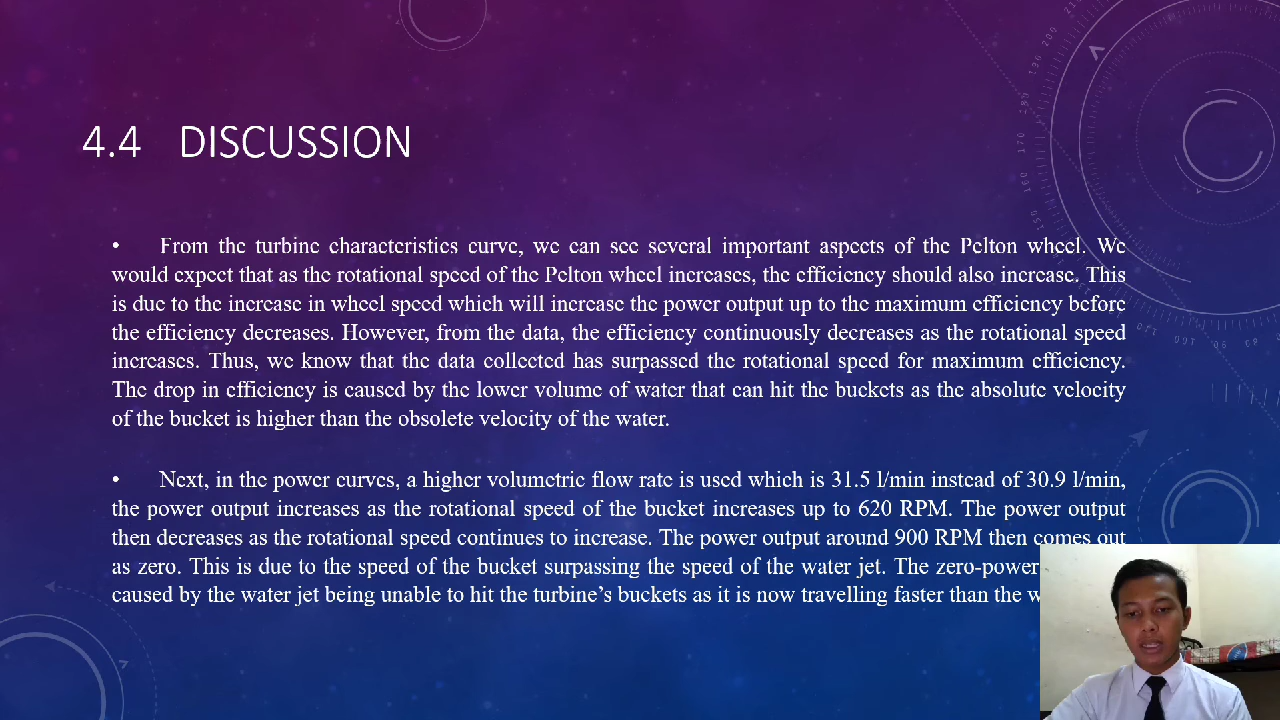 4.4 DISCUSSION
• From the turbine characteristics curve, we can see several important aspects of the Pelton wheel. We
would expect that as the rotational speed of the Pelton wheel increases, the efficiency should also increase. This
is due to the increase in wheel speed which will increase the power output up to the maximum efficiency before
the efficiency decreases. However, from the data, the efficiency continuously decreases as the rotational speed
increases. Thus, we know that the data collected has surpassed the rotational speed for maximum efficiency.
The drop in efficiency is caused by the lower volume of water that can hit the buckets as the absolute velocity
of the bucket is higher than the obsolete velocity of the water.
• Next, in the power curves, a higher volumetric flow rate is used which is 31.5 l/min instead of 30.9 l/min,
the power output increases as the rotational speed of the bucket increases up to 620 RPM. The power output
then decreases as the rotational speed continues to increase. The power output around 900 RPM then comes out
as zero. This is due to the speed of the bucket surpassing the speed of the water jet. The zero-power
caused by the water jet being unable to hit the turbine's buckets as it is now travelling faster than the